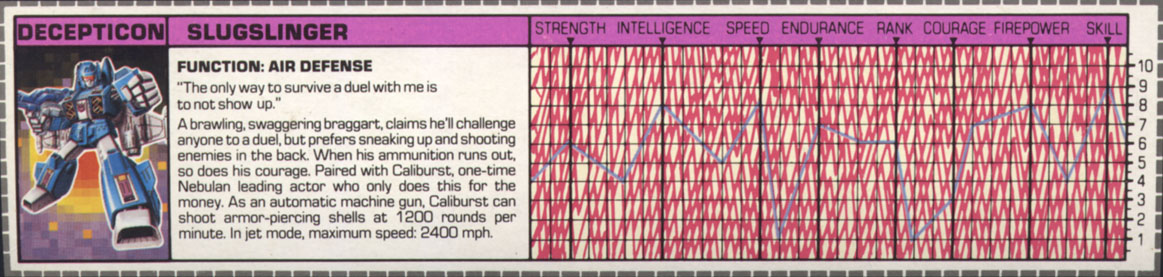 DECEPTICON SLUGSLINGER
STRENGTH INTELLIGENCE SPEED ENDURANCE RANK COURAGE FIREPOWER SKILL
FUNCTION: AIR DEFENSE
"The only way to survive a duel with me is
to not show up."
A brawling, swaggering braggart, claims he'll challenge
anyone to a duel, but prefers sneaking up and shooting
enemies in the back. When his ammunition runs out,
so does his courage. Paired with Caliburst, one-time
Nebulan leading actor who only does this for the
money. As an automatic machine gun, Caliburst can
shoot armor-piercing shells at 1200 rounds per
minute. In jet mode, maximum speed: 2400 mph.
10
9
8
7
6
5
4
3
2
1